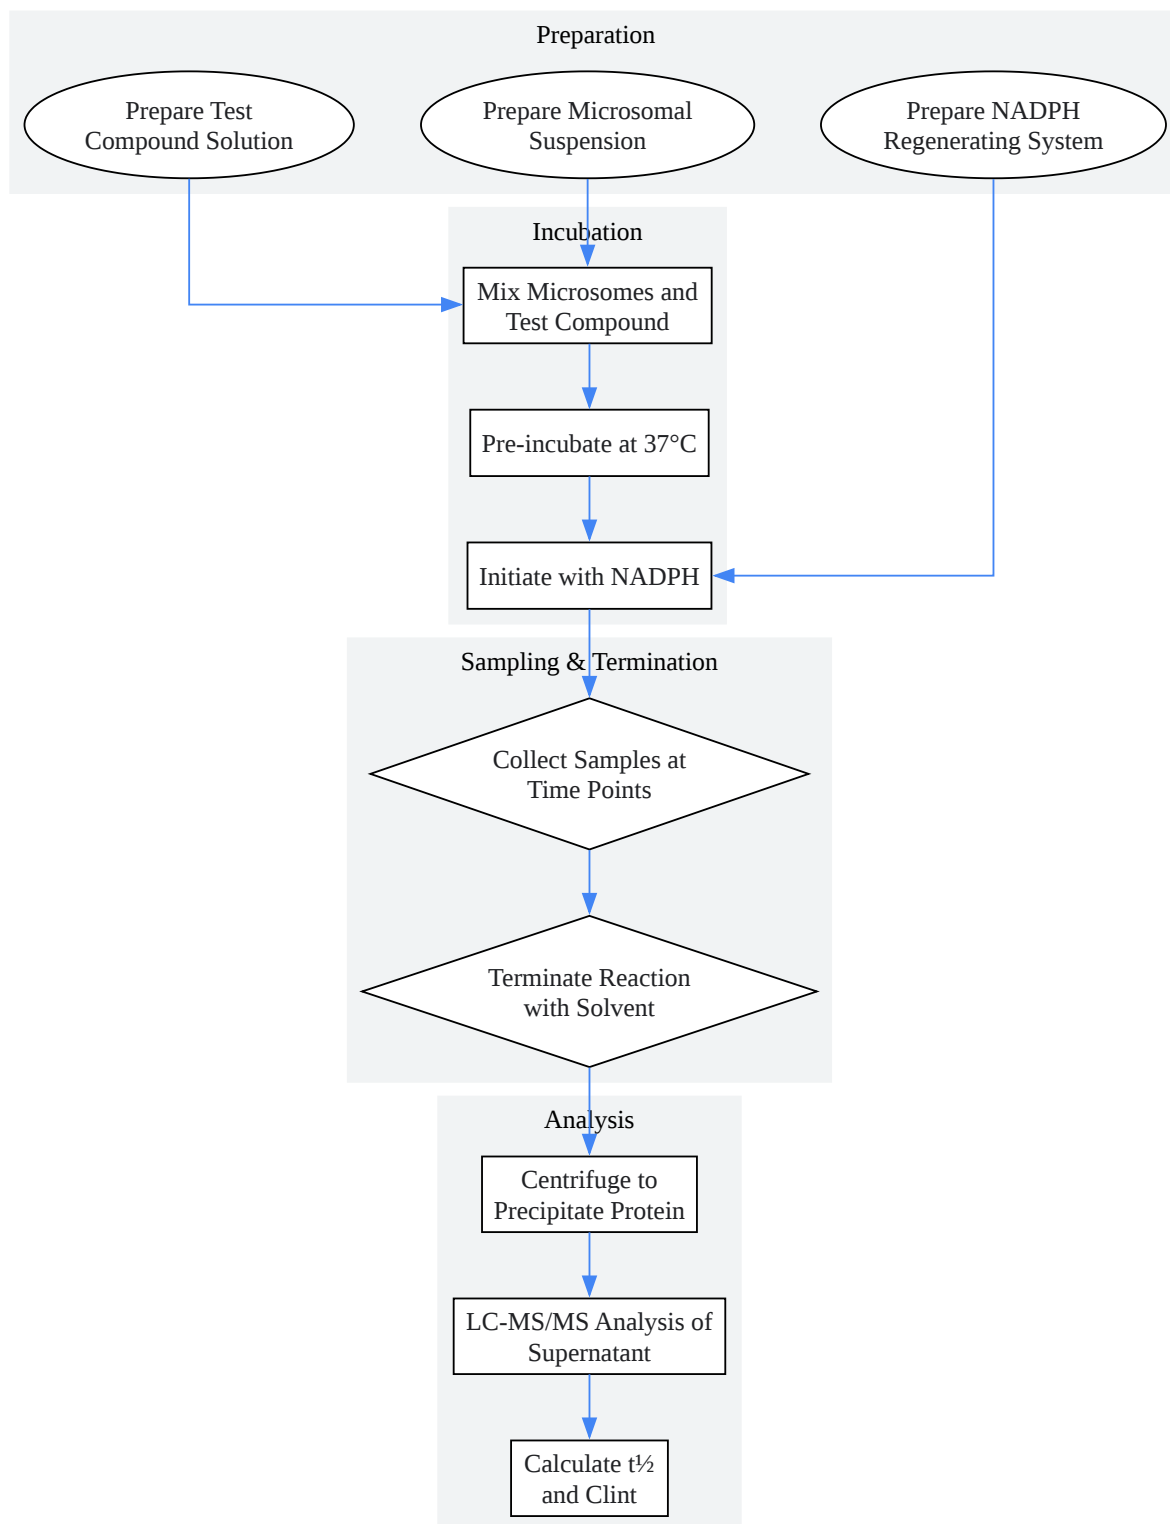 Preparation
Prepare Test
Compound Solution
Prepare Microsomal
Suspension
Prepare NADPH
Regenerating System
Incubation
Mix Microsomes and
Test Compound
Pre-incubate at 37°C
Initiate with NADPH
Sampling & Termination
Collect Samples at
Time Points
Terminate Reaction
with Solvent
Analysis
Centrifuge to
Precipitate Protein
LC-MS/MS Analysis of
Supernatant
Calculate t½
and Clint